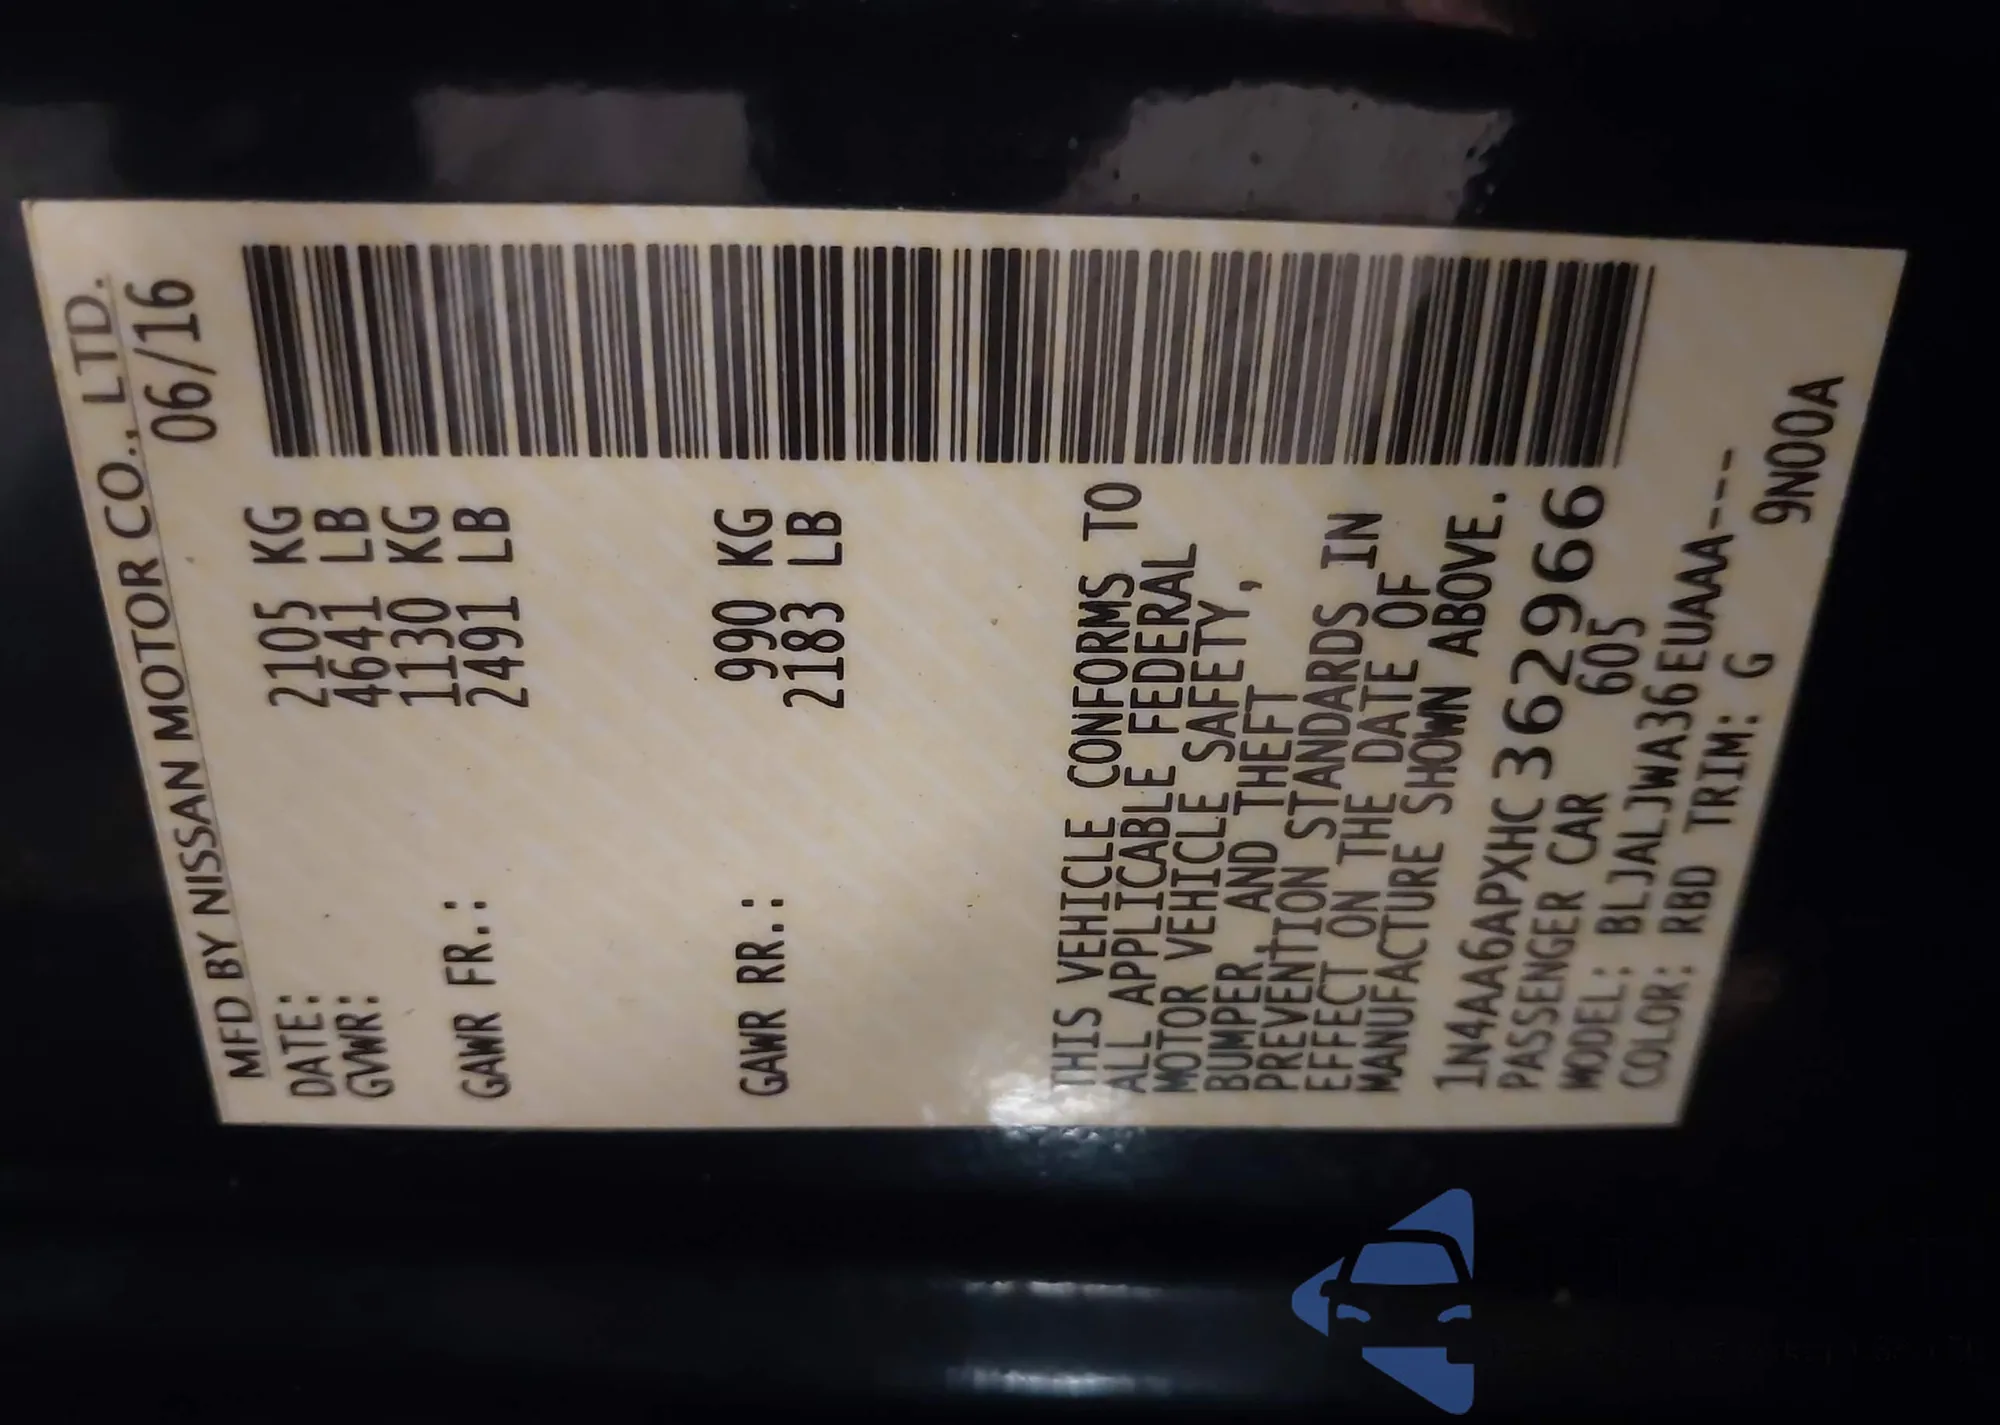 MFD BY NISSAN MOTOR CO., LTD.
DATE: 06/16
GVWR: 2105 KG
4641 LB
GAWR FR.: 1130 KG
2491 LB
GAWR RR.: 990 KG
2183 LB
THIS VEHICLE CONFORMS TO
ALL APPLICABLE FEDERAL
MOTOR VEHICLE SAFETY,
BUMPER, AND THEFT
PREVENTION STANDARDS IN
EFFECT ON THE DATE OF
MANUFACTURE SHOWN ABOVE.
1N4AA6APXHC362966
PASSENGER CAR 605
MODEL: BLJALJWA36EUAAA---
COLOR: RBD TRIM: G
9N00A